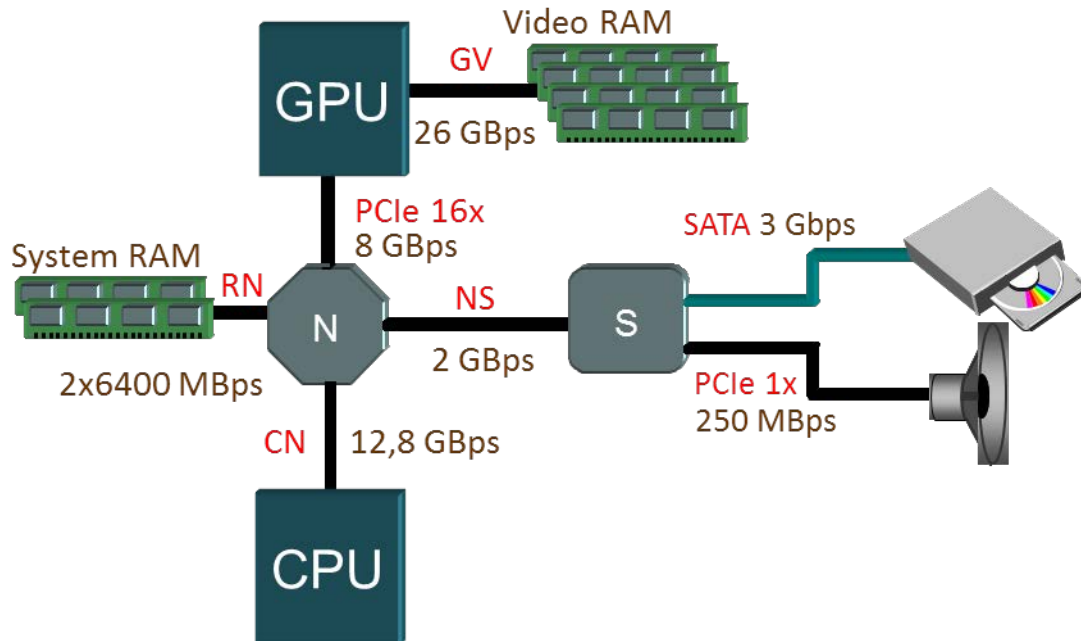 Video RAM
GV
GPU
26 GBps
PCIe 16x
8 GBps
SATA 3 Gbps
System RAM
RN
N
NS
S
2x6400 MBps
2 GBps
PCIe 1x
250 MBps
CN
12,8 GBps
CPU